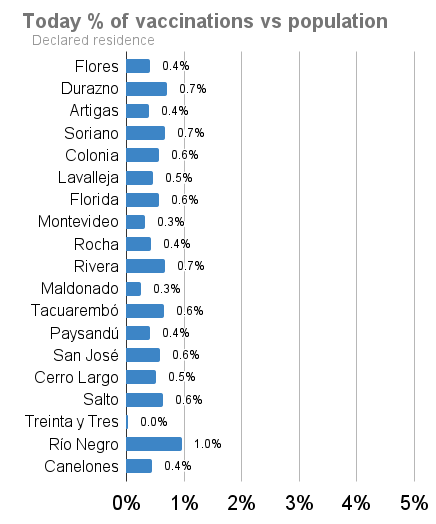 Today % of vaccinations vs population
Declared residence
Flores 0.4%
Durazno 0.7%
Artigas 0.4%
Soriano 0.7%
Colonia 0.6%
Lavalleja 0.5%
Florida 0.6%
Montevideo 0.3%
Rocha 0.4%
Rivera 0.7%
Maldonado 0.3%
Tacuarembó 0.6%
Paysandú 0.4%
San José 0.6%
Cerro Largo 0.5%
Salto 0.6%
Treinta y Tres 0.0%
Río Negro 1.0%
Canelones 0.4%
0% 1% 2% 3% 4% 5%